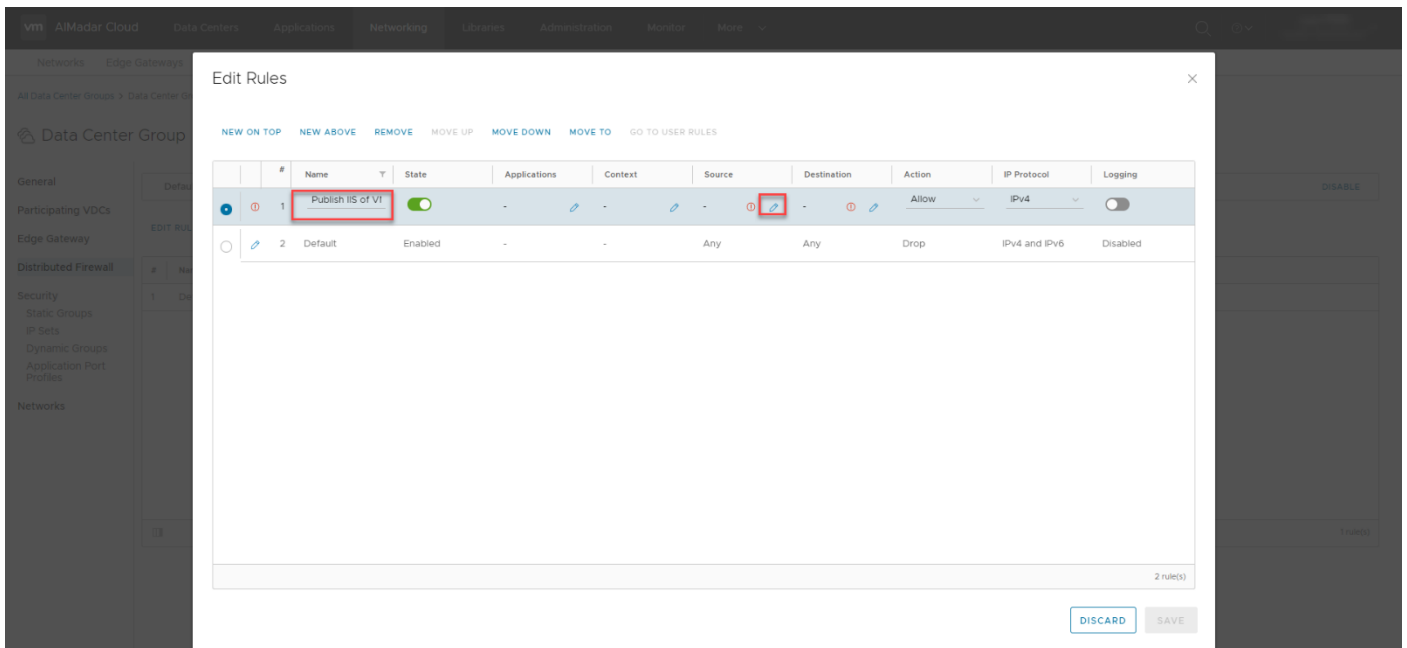 vm AlMadar Cloud Data Centers Applications Networking Libraries Administration Monitor More
Networks Edge Gateways
All Data Center Groups > Data Center
Data Center Group
Edit Rules
NEW ON TOP NEW ABOVE REMOVE MOVE UP MOVE DOWN MOVE TO GO TO USER RULES
# Name State Applications Context Source Destination Action IP Protocol Logging
1 Publish IIS of V1 - - - - Allow IPv4
2 Default Enabled - - Any Any Drop IPv4 and IPv6 Disabled
2 rule(s)
DISCARD SAVE
General
Participating VDCs
Edge Gateway
Distributed Firewall
Security
Static Groups
IP Sets
Dynamic Groups
Application Port
Profiles
Networks
DISABLE
EDIT RUL
#
1
1 rule(s)